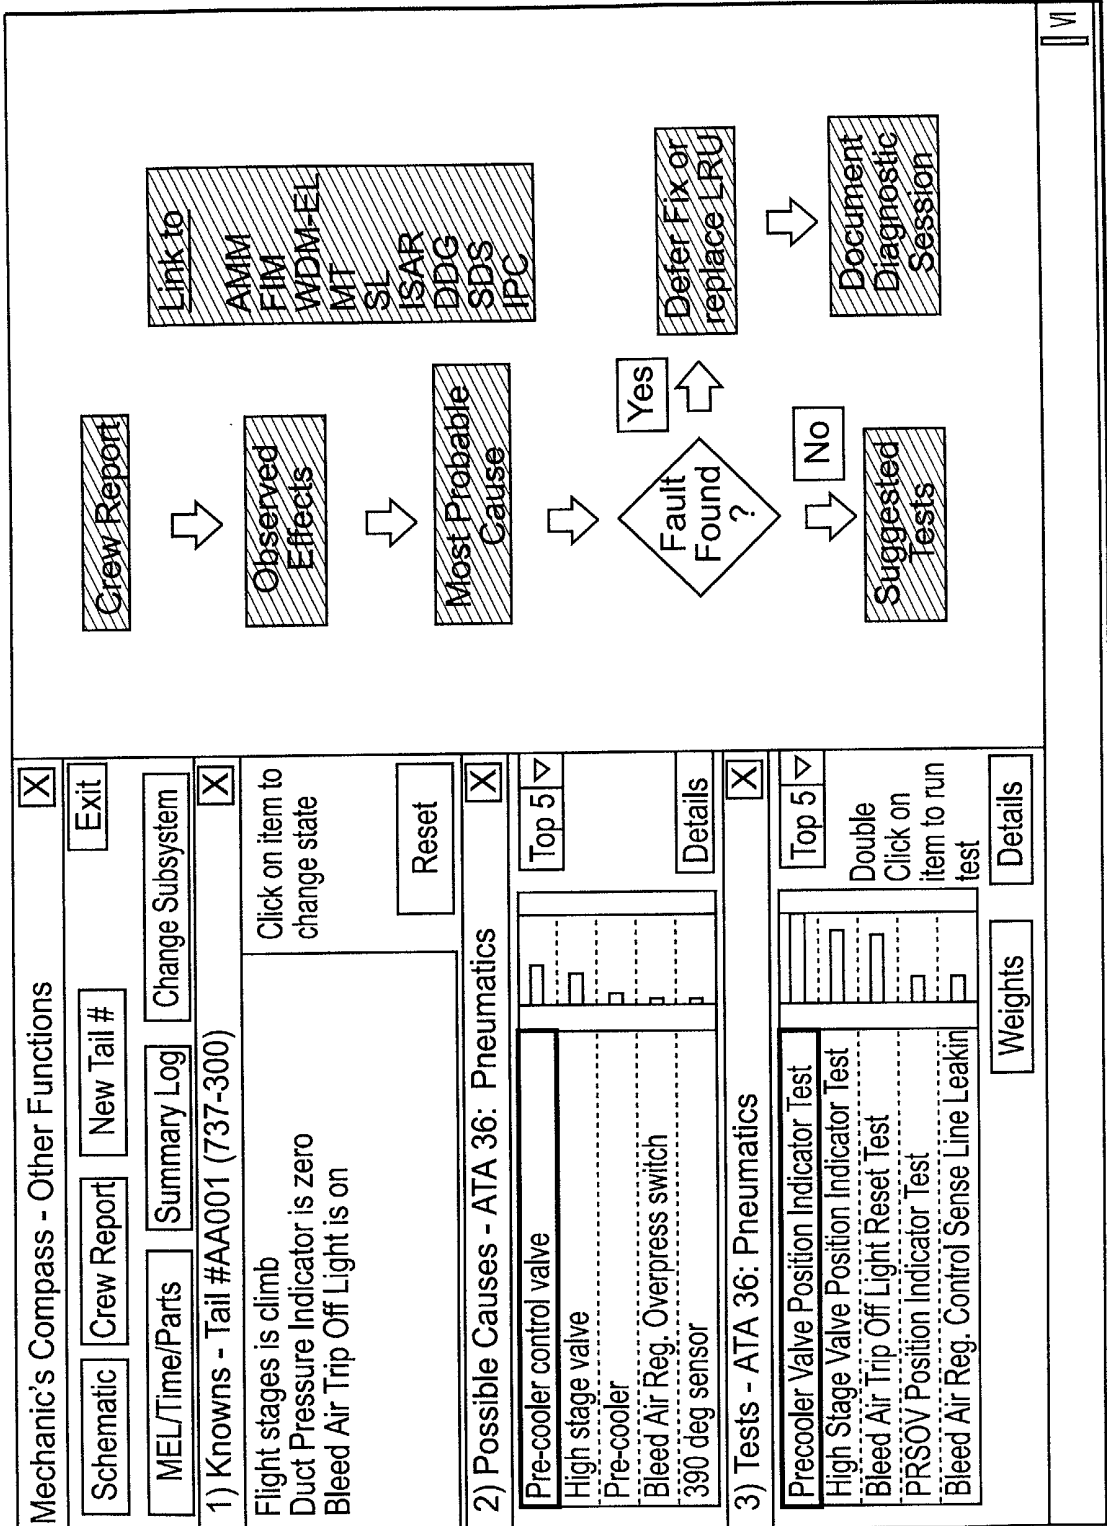 Mechanic's Compass - Other Functions
X
Schematic
Crew Report
New Tail #
Exit
MEL/Time/Parts
Summary Log
Change Subsystem
1) Knowns - Tail #AA001 (737-300)
X
Flight stages is climb
Duct Pressure Indicator is zero
Bleed Air Trip Off Light is on
Click on item to
change state
Reset
2) Possible Causes - ATA 36: Pneumatics
X
Pre-cooler control valve
High stage valve
Pre-cooler
Bleed Air Reg. Overpress switch
390 deg sensor
Top 5
Details
3) Tests - ATA 36: Pneumatics
X
Precooler Valve Position Indicator Test
High Stage Valve Position Indicator Test
Bleed Air Trip Off Light Reset Test
PRSOV Position Indicator Test
Bleed Air Reg. Control Sense Line Leakin
Top 5
Double
Click on
item to run
test
Weights
Details
Crew Report
Observed
Effects
Most Probable
Cause
Fault
Found
?
Yes
No
Suggested
Tests
Link to
AMM
FIM
WDM-EL
MT
SL
ISAR
DDG
SDS
IPC
Defer Fix or
replace LRU
Document
Diagnostic
Session